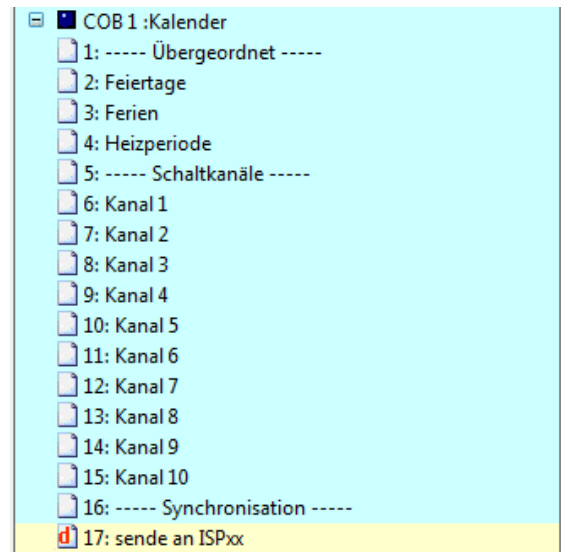 COB 1 :Kalender
1: ----- Übergeordnet -----
2: Feiertage
3: Ferien
4: Heizperiode
5: ----- Schaltkanäle -----
6: Kanal 1
7: Kanal 2
8: Kanal 3
9: Kanal 4
10: Kanal 5
11: Kanal 6
12: Kanal 7
13: Kanal 8
14: Kanal 9
15: Kanal 10
16: ----- Synchronisation -----
d 17: sende an ISPxx